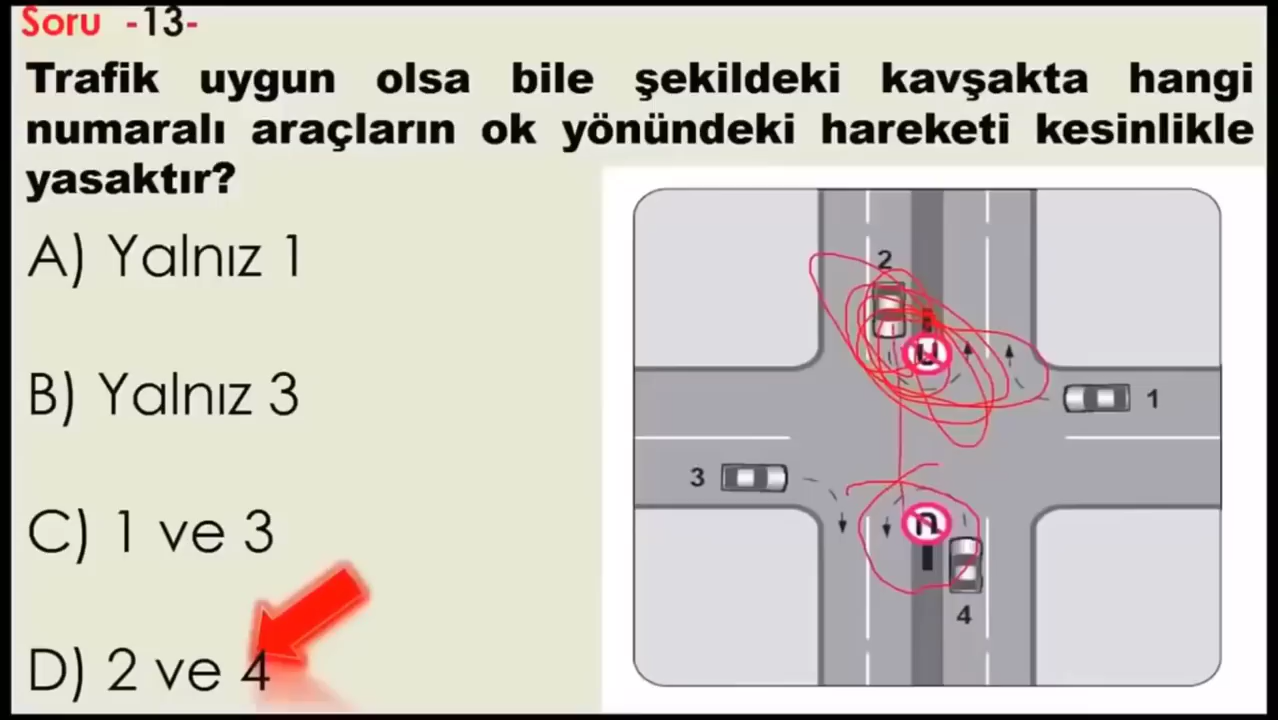 Soru -13-
Trafik uygun olsa bile şekildeki kavşakta hangi
numaralı araçların ok yönündeki hareketi kesinlikle
yasaktır?
A) Yalnız 1
B) Yalnız 3
C) 1 ve 3
D) 2 ve 4
2
1
3
4